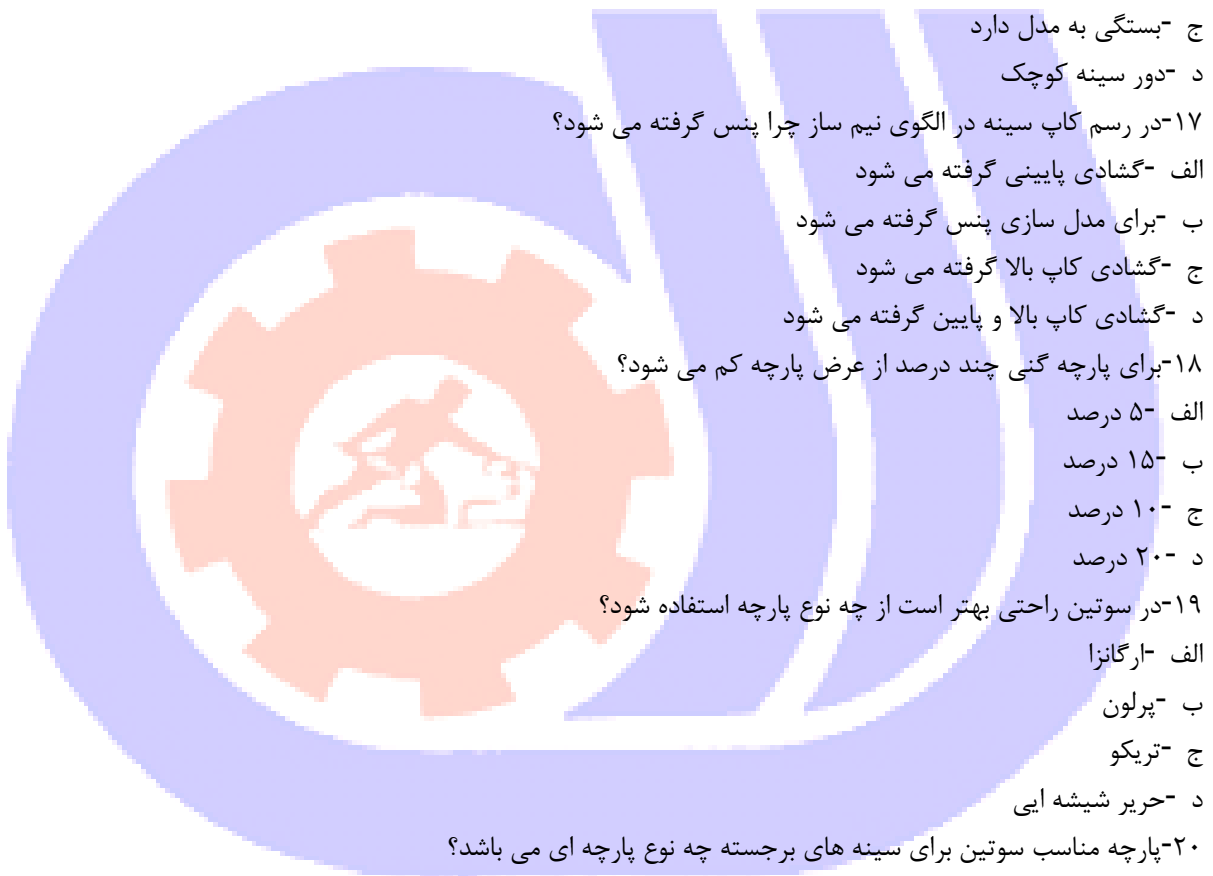 ج -بستگی به مدل دارد
د -دور سینه کوچک
۱۷-در رسم کاپ سینه در الگوی نیم ساز چرا پنس گرفته می شود؟
الف -گشادی پایینی گرفته می شود
ب -برای مدل سازی پنس گرفته می شود
ج -گشادی کاپ بالا گرفته می شود
د -گشادی کاپ بالا و پایین گرفته می شود
۱۸-برای پارچه گنی چند درصد از عرض پارچه کم می شود؟
الف -۵ درصد
ب -۱۵ درصد
ج -۱۰ درصد
د -۲۰ درصد
۱۹-در سوتین راحتی بهتر است از چه نوع پارچه استفاده شود؟
الف -ارگانزا
ب -پرلون
ج -تریکو
د -حریر شیشه ایی
۲۰-پارچه مناسب سوتین برای سینه های برجسته چه نوع پارچه ای می باشد؟